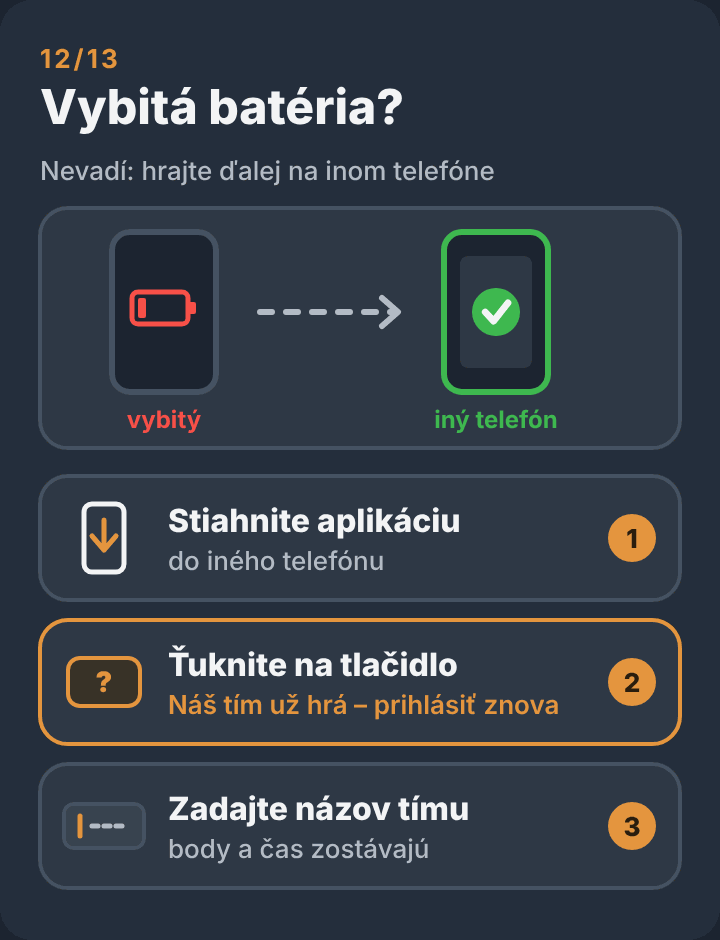 12/13
Vybitá batéria?
Nevadí: hrajte ďalej na inom telefóne
vybitý
iný telefón
Stiahnite aplikáciu
do iného telefónu
1
?
Ťuknite na tlačidlo
Náš tím už hrá – prihlásiť znova
2
Zadajte názov tímu
body a čas zostávajú
3